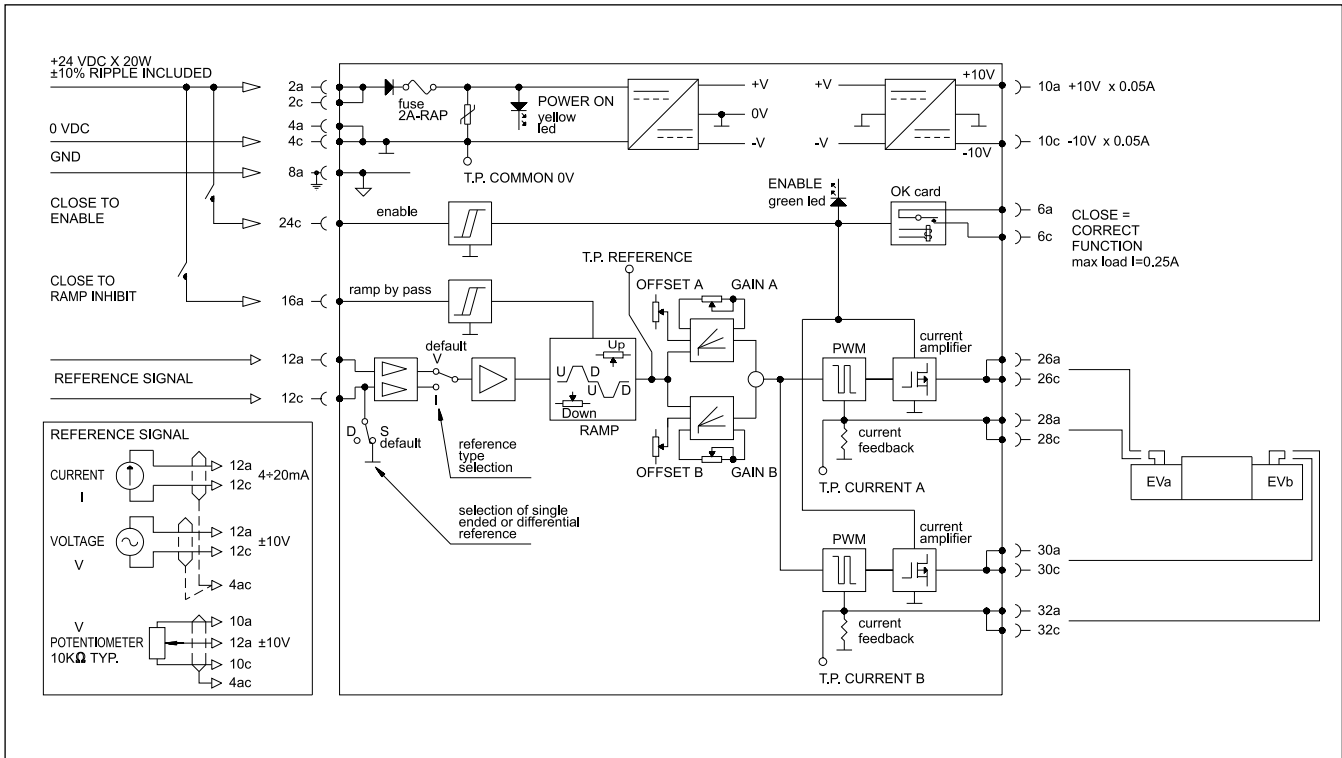 +24 VDC X 20W
±10% RIPPLE INCLUDED
2a
2c
fuse
2A-RAP
POWER ON
yellow
led
+V
0V
-V
+V
-V
+10V
-10V
10a +10V x 0.05A
10c -10V x 0.05A
0 VDC
4a
4c
GND
8a
T.P. COMMON 0V
CLOSE TO
ENABLE
24c
enable
ENABLE
green led
OK card
6a
6c
CLOSE =
CORRECT
FUNCTION
max load I=0.25A
CLOSE TO
RAMP INHIBIT
16a
ramp by pass
T.P. REFERENCE
OFFSET A
GAIN A
REFERENCE SIGNAL
12a
12c
default
V
I
D
S
default
Up
U
D
U
D
Down
RAMP
OFFSET B
GAIN B
reference
type
selection
selection of single
ended or differential
reference
PWM
current
amplifier
26a
26c
28a
28c
current
feedback
T.P. CURRENT A
EVa
EVb
PWM
current
amplifier
30a
30c
32a
32c
current
feedback
T.P. CURRENT B
REFERENCE SIGNAL
CURRENT
I
12a
12c
4÷20mA
VOLTAGE
V
12a
12c
±10V
4ac
V
POTENTIOMETER
10KΩ TYP.
10a
12a ±10V
10c
4ac